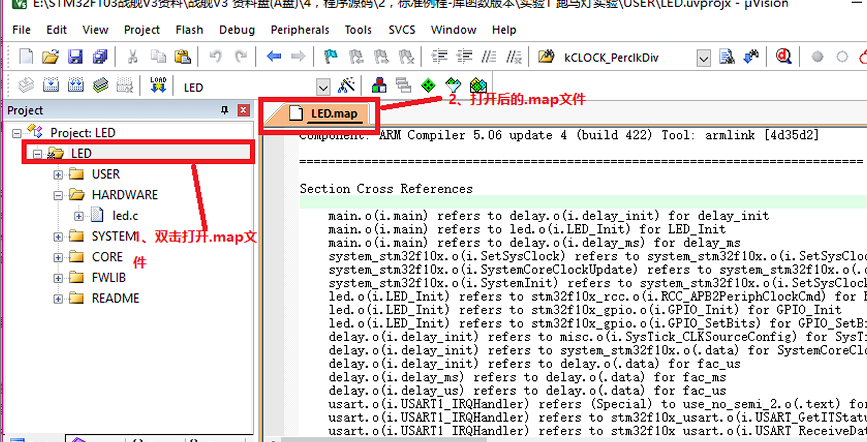 E:\STM32F103战舰V3资料\战舰V3 资料盘(A盘)\4，程序源码\2，标准例程-库函数版本\实验1 跑马灯实验\USER\LED.uvprojx - µVision
File Edit View Project Flash Debug Peripherals Tools SVCS Window Help
kCLOCK_PerclkDiv
LOAD
LED
2、打开后的.map文件
Project
LED.map
Project: LED
LED
USER
HARDWARE
led.c
SYSTEM
1、双击打开.map文件
CORE
FWLIB
README
Component: ARM Compiler 5.06 update 4 (build 422) Tool: armlink [4d35d2]
Section Cross References
main.o(i.main) refers to delay.o(i.delay_init) for delay_init
main.o(i.main) refers to led.o(i.LED_Init) for LED_Init
main.o(i.main) refers to delay.o(i.delay_ms) for delay_ms
system_stm32f10x.o(i.SetSysClock) refers to system_stm32f10x.o(i.SetSysClock
system_stm32f10x.o(i.SystemCoreClockUpdate) refers to system_stm32f10x.o(.
system_stm32f10x.o(i.SystemInit) refers to system_stm32f10x.o(i.SetSysClock
led.o(i.LED_Init) refers to stm32f10x_rcc.o(i.RCC_APB2PeriphClockCmd) for
led.o(i.LED_Init) refers to stm32f10x_gpio.o(i.GPIO_Init) for GPIO_Init
led.o(i.LED_Init) refers to stm32f10x_gpio.o(i.GPIO_SetBits) for GPIO_SetBi
delay.o(i.delay_init) refers to misc.o(i.SysTick_CLKSourceConfig) for SysTi
delay.o(i.delay_init) refers to system_stm32f10x.o(.data) for SystemCoreClo
delay.o(i.delay_init) refers to delay.o(.data) for fac_us
delay.o(i.delay_ms) refers to delay.o(.data) for fac_ms
delay.o(i.delay_us) refers to delay.o(.data) for fac_us
usart.o(i.USART1_IRQHandler) refers (Special) to use_no_semi_2.o(.text) for
usart.o(i.USART1_IRQHandler) refers to stm32f10x_usart.o(i.USART_GetITStatu
usart.o(i.USART1_IRQHandler) refers to stm32f10x_usart.o(i.USART_ReceiveDat